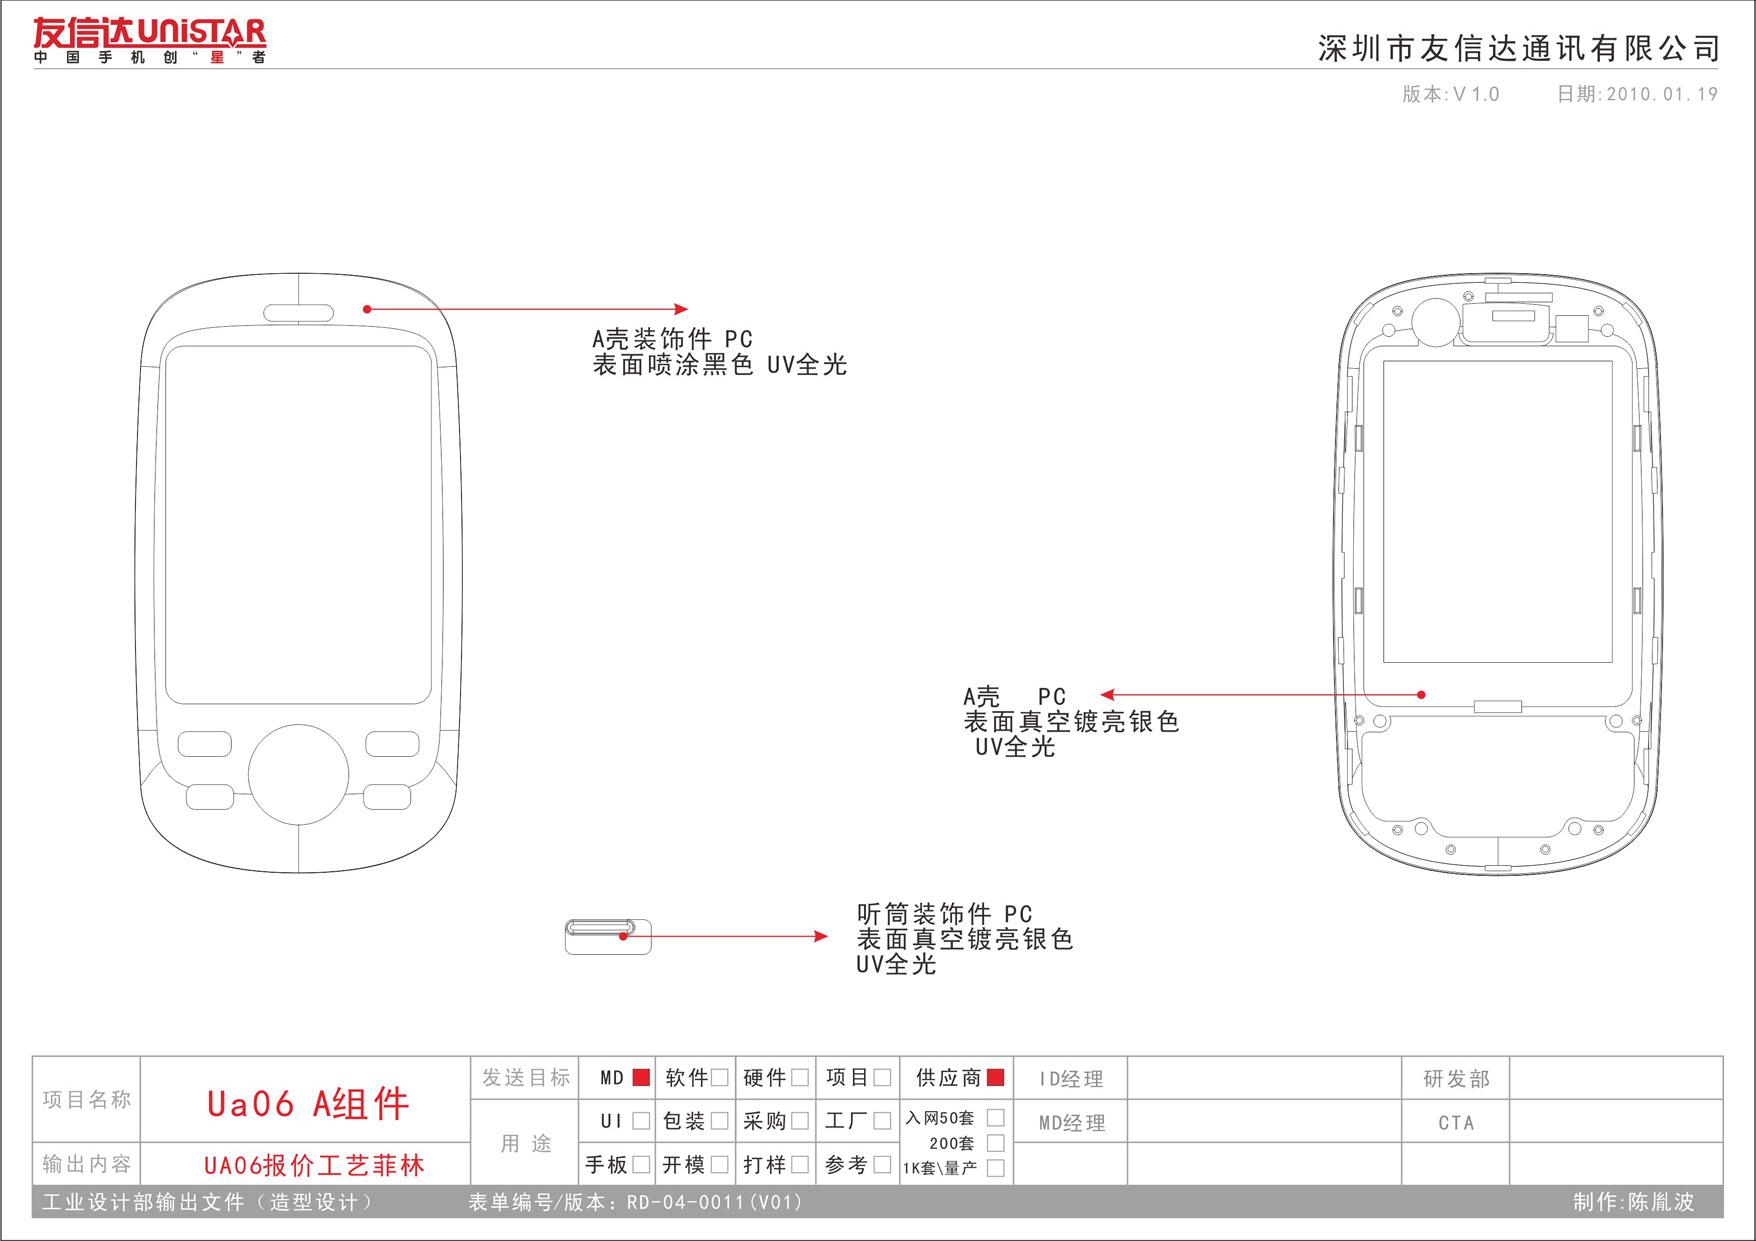 友信达UNISTAR
中国手机创“星”者
深圳市友信达通讯有限公司
版本:V1.0 日期:2010.01.19
A壳装饰件 PC
表面喷涂黑色 UV全光
A壳 PC
表面真空镀亮银色
UV全光
听筒装饰件 PC
表面真空镀亮银色
UV全光
项目名称 Ua06 A组件
输出内容 UA06报价工艺菲林
发送目标 MD 软件 硬件 项目 供应商 ID经理 研发部
用途 UI 包装 采购 工厂 入网50套 MD经理 CTA
200套
手板 开模 打样 参考 1K套\量产
工业设计部输出文件（造型设计） 表单编号/版本：RD-04-0011(V01) 制作:陈胤波